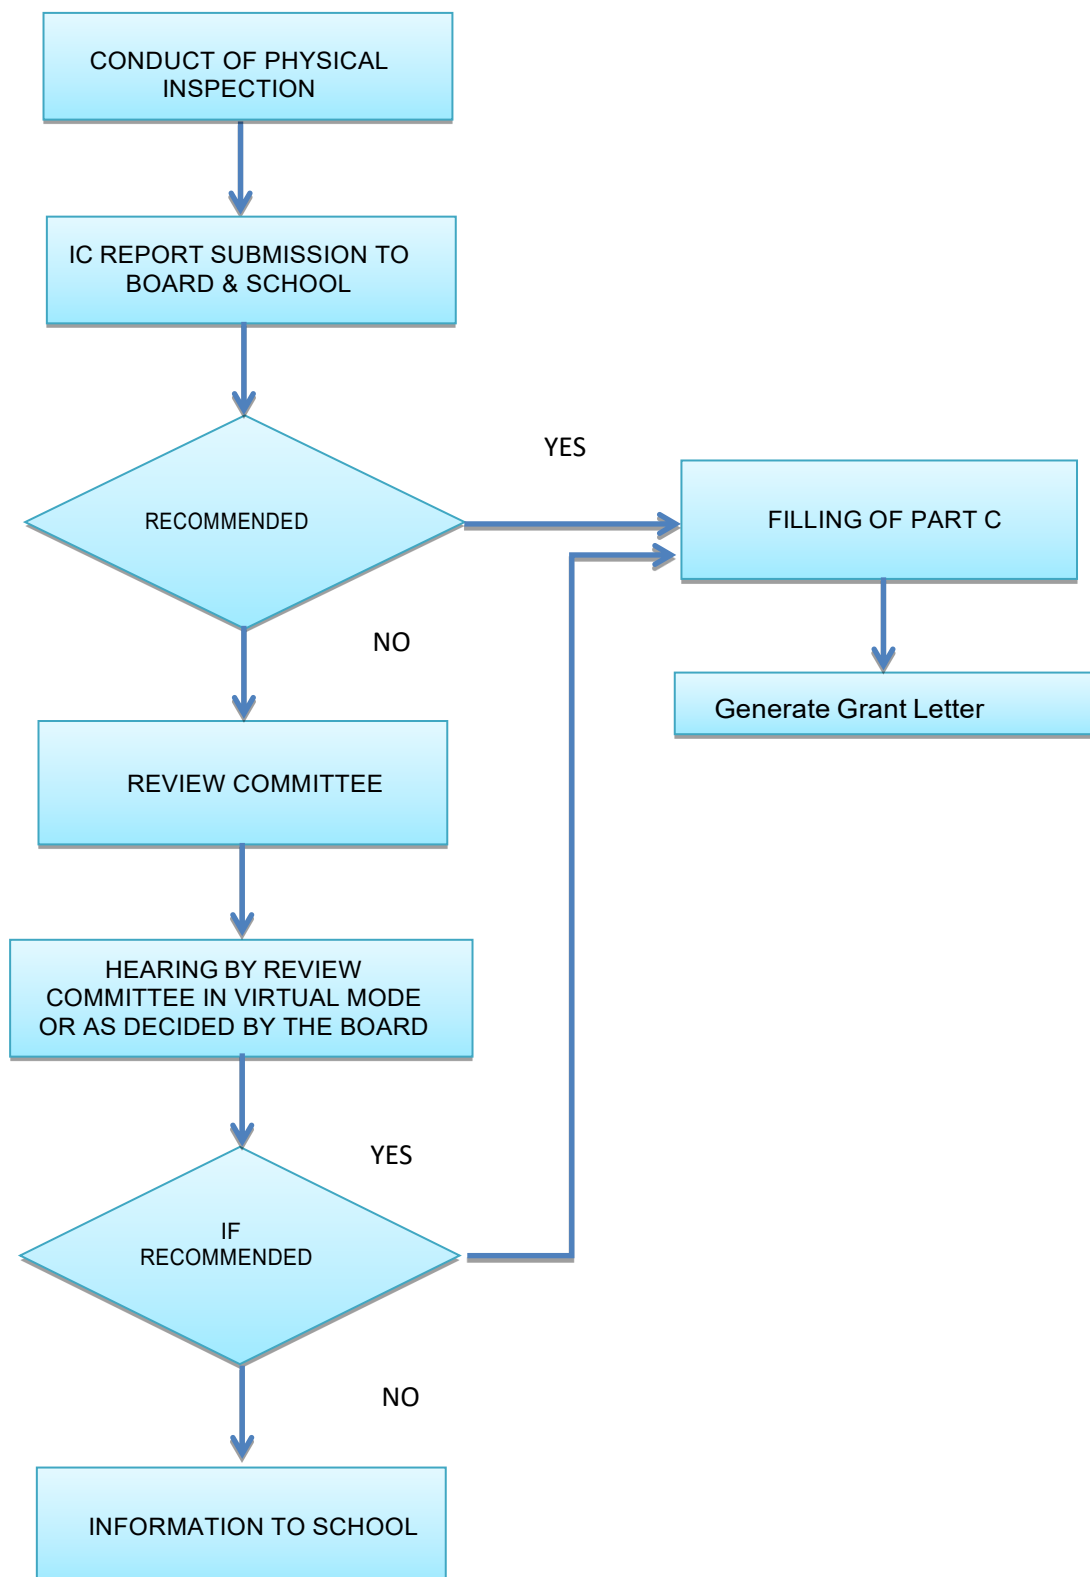 CONDUCT OF PHYSICAL
INSPECTION
IC REPORT SUBMISSION TO
BOARD & SCHOOL
YES
RECOMMENDED
FILLING OF PART C
NO
Generate Grant Letter
REVIEW COMMITTEE
HEARING BY REVIEW
COMMITTEE IN VIRTUAL MODE
OR AS DECIDED BY THE BOARD
YES
IF
RECOMMENDED
NO
INFORMATION TO SCHOOL